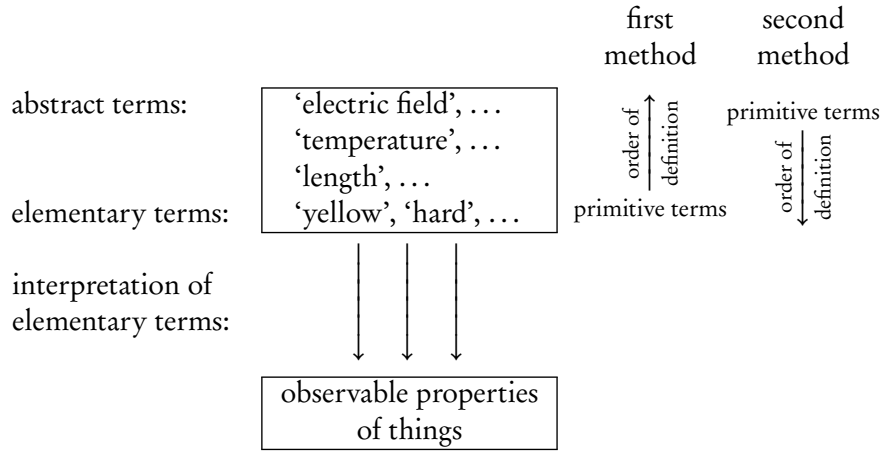 first method
second method
abstract terms:
‘electric field’, . . .
‘temperature’, . . .
‘length’, . . .
elementary terms:
‘yellow’, ‘hard’, . . .
order of
definition
primitive terms
primitive terms
order of
definition
interpretation of
elementary terms:
observable properties
of things